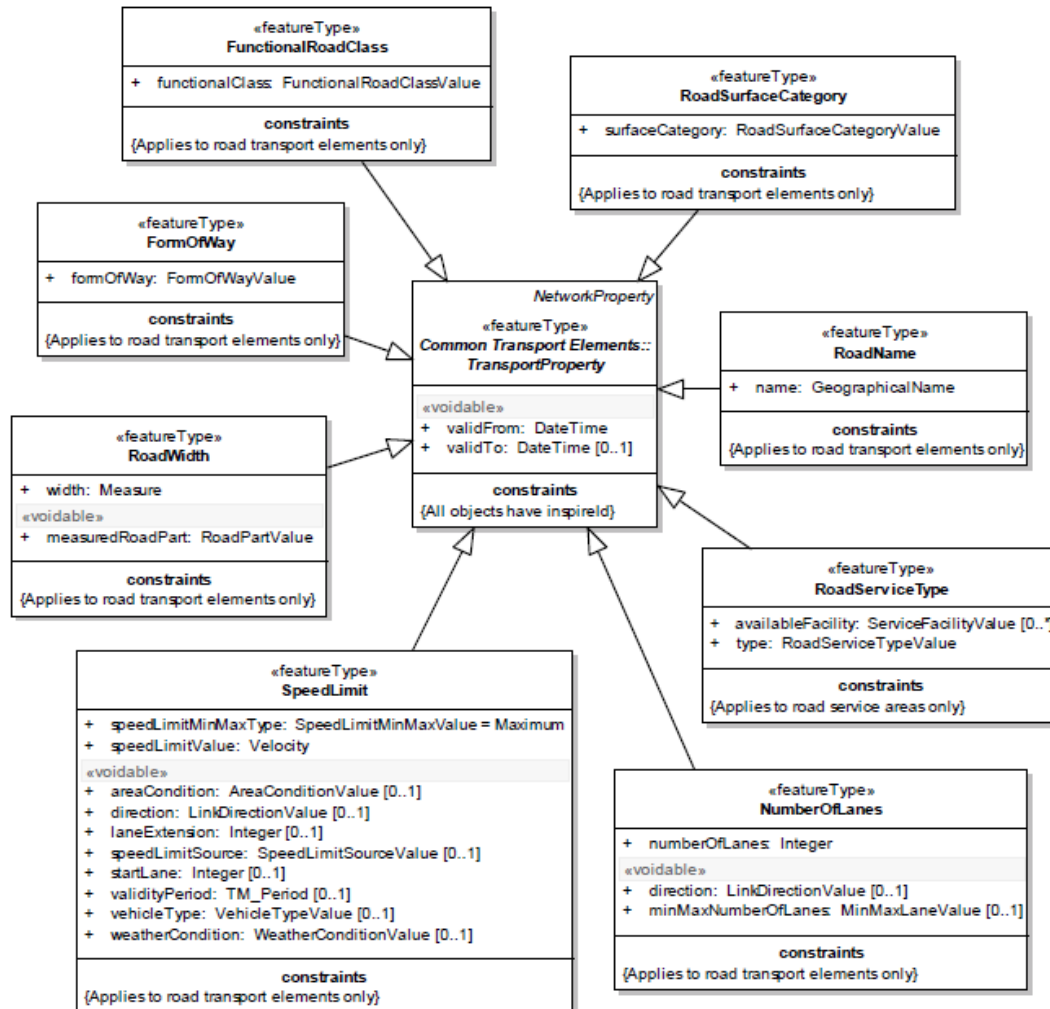 «featureType»
FunctionalRoadClass
+ functionalClass: FunctionalRoadClassValue
constraints
{Applies to road transport elements only}
«featureType»
RoadSurfaceCategory
+ surfaceCategory: RoadSurfaceCategoryValue
constraints
{Applies to road transport elements only}
«featureType»
FormOfWay
+ formOfWay: FormOfWayValue
constraints
{Applies to road transport elements only}
NetworkProperty
«featureType»
Common Transport Elements::
TransportProperty
«voidable»
+ validFrom: DateTime
+ validTo: DateTime [0..1]
constraints
{All objects have inspireId}
«featureType»
RoadName
+ name: GeographicalName
constraints
{Applies to road transport elements only}
«featureType»
RoadWidth
+ width: Measure
«voidable»
+ measuredRoadPart: RoadPartValue
constraints
{Applies to road transport elements only}
«featureType»
RoadServiceType
+ availableFacility: ServiceFacilityValue [0..*]
+ type: RoadServiceTypeValue
constraints
{Applies to road service areas only}
«featureType»
SpeedLimit
+ speedLimitMinMaxType: SpeedLimitMinMaxValue = Maximum
+ speedLimitValue: Velocity
«voidable»
+ areaCondition: AreaConditionValue [0..1]
+ direction: LinkDirectionValue [0..1]
+ laneExtension: Integer [0..1]
+ speedLimitSource: SpeedLimitSourceValue [0..1]
+ startLane: Integer [0..1]
+ validityPeriod: TM_Period [0..1]
+ vehicleType: VehicleTypeValue [0..1]
+ weatherCondition: WeatherConditionValue [0..1]
constraints
{Applies to road transport elements only}
«featureType»
NumberOfLanes
+ numberOfLanes: Integer
«voidable»
+ direction: LinkDirectionValue [0..1]
+ minMaxNumberOfLanes: MinMaxLaneValue [0..1]
constraints
{Applies to road transport elements only}